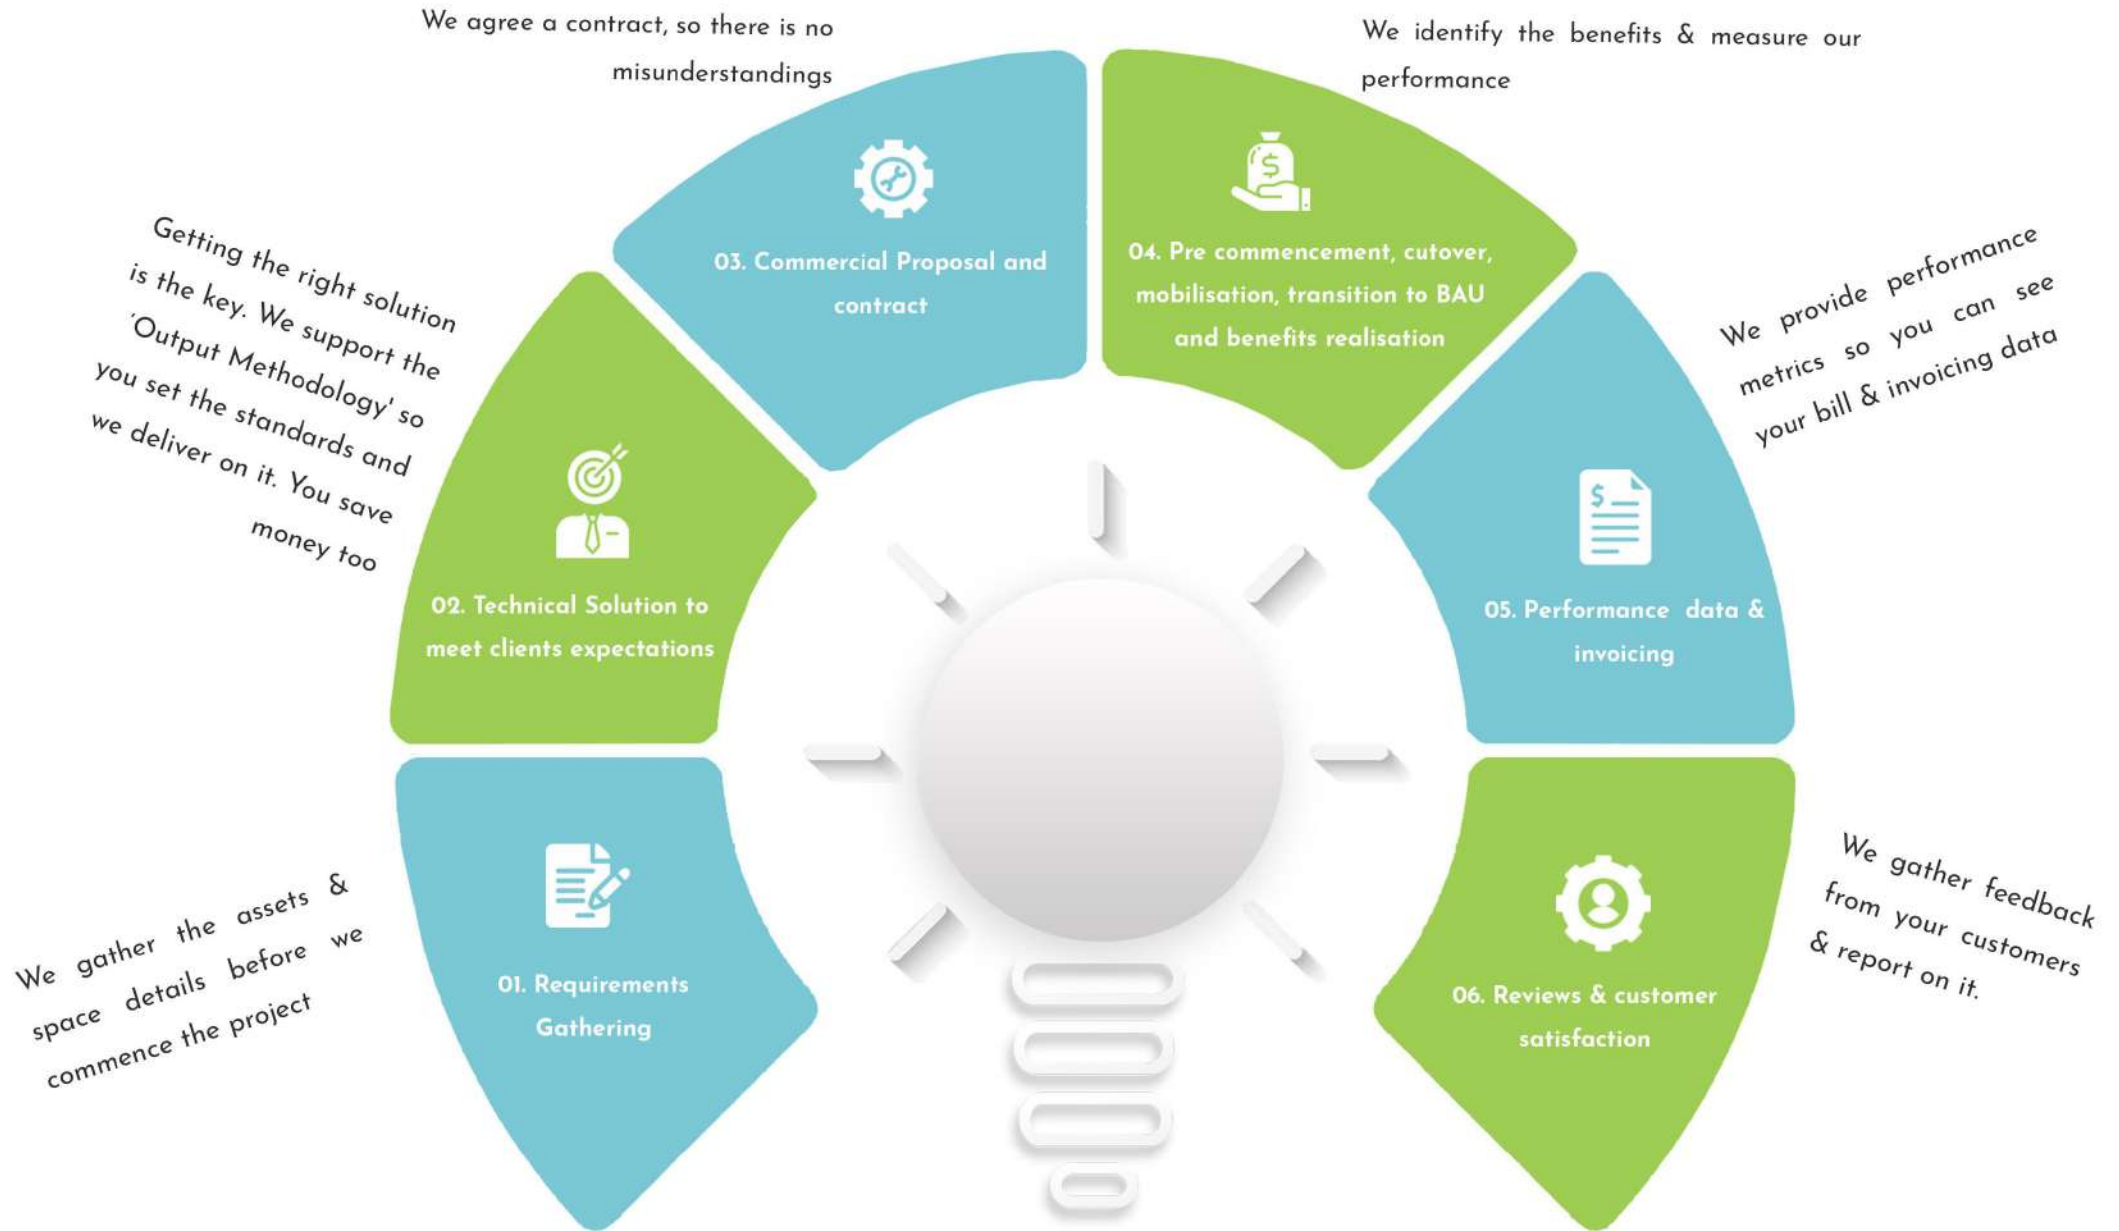 We gather the assets &
space details before we
commence the project
01. Requirements
Gathering
Getting the right solution
is the key. We support the
'Output Methodology' so
you set the standards and
we deliver on it. You save
money too
02. Technical Solution to
meet clients expectations
We agree a contract, so there is no
misunderstandings
03. Commercial Proposal and
contract
We identify the benefits & measure our
performance
04. Pre commencement, cutover,
mobilisation, transition to BAU
and benefits realisation
We provide performance
metrics so you can see
your bill & invoicing data
$
05. Performance data &
invoicing
We gather feedback
from your customers
& report on it.
06. Reviews & customer
satisfaction